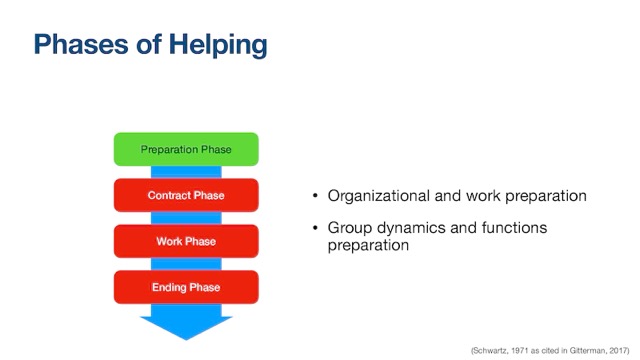 Phases of Helping
Preparation Phase
Contract Phase
Work Phase
Ending Phase
• Organizational and work preparation
• Group dynamics and functions
preparation
(Schwartz, 1971 as cited in Gitterman, 2017)